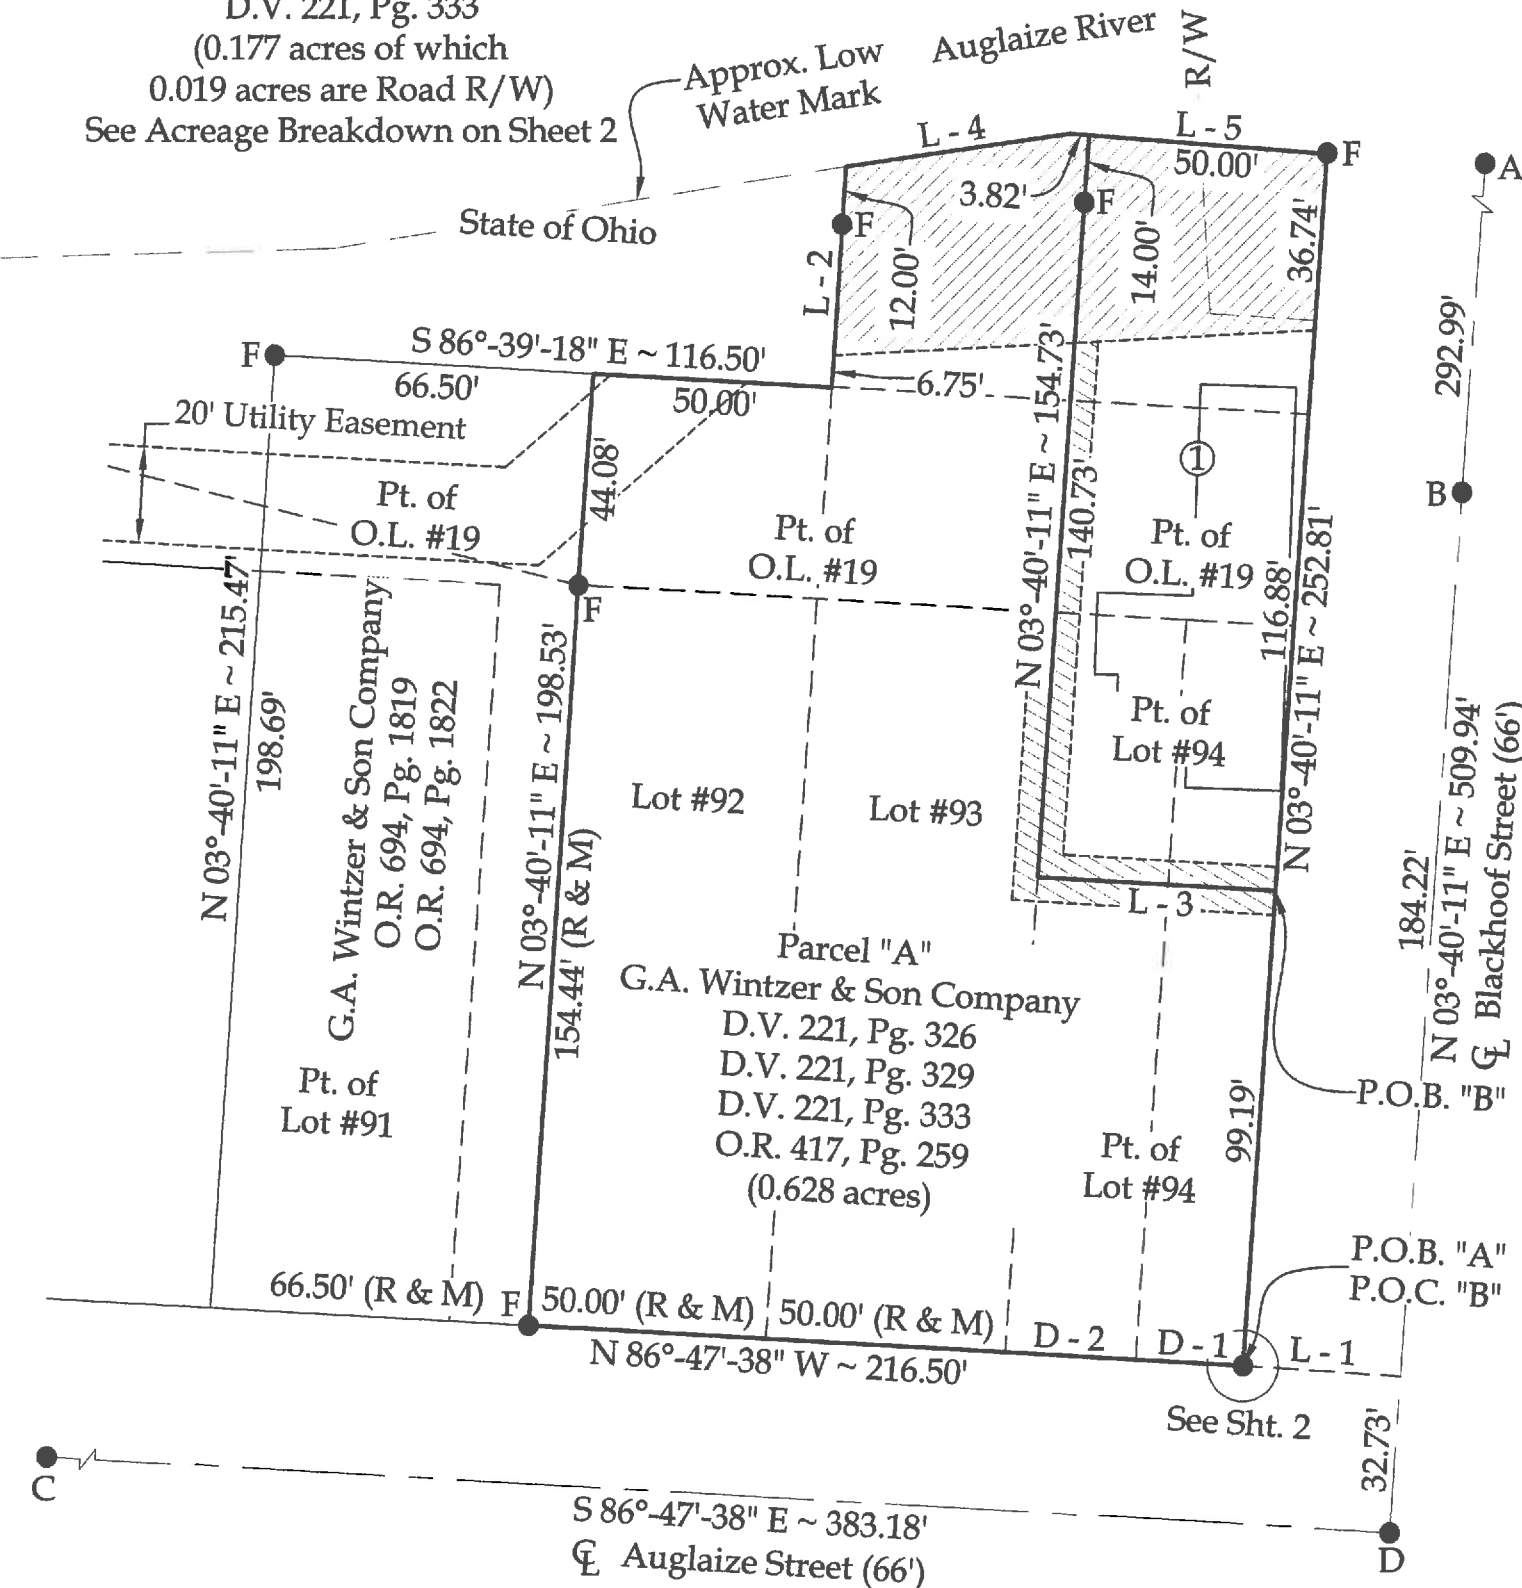 D.V. 221, Pg. 333
(0.177 acres of which
0.019 acres are Road R/W)
See Acreage Breakdown on Sheet 2
Approx. Low
Water Mark
Auglaize River
R/W
L - 4
L - 5
50.00'
F
A
3.82'
F
F
State of Ohio
L - 2
12.00'
14.00'
36.74'
292.99'
F
S 86°-39'-18" E ~ 116.50'
66.50'
50.00'
6.75'
20' Utility Easement
44.08'
N 03°-40'-11" E ~ 154.73'
140.73'
1
B
Pt. of
O.L. #19
Pt. of
O.L. #19
Pt. of
O.L. #19
F
116.88'
N 03°-40'-11" E ~ 252.81'
N 03°-40'-11" E ~ 215.47'
198.69'
G.A. Wintzer & Son Company
O.R. 694, Pg. 1819
O.R. 694, Pg. 1822
N 03°-40'-11" E ~ 198.53'
154.44' (R & M)
Pt. of
Lot #94
Lot #92
Lot #93
L - 3
184.22'
N 03°-40'-11" E ~ 509.94'
℄ Blackhoof Street (66')
Parcel "A"
G.A. Wintzer & Son Company
D.V. 221, Pg. 326
D.V. 221, Pg. 329
D.V. 221, Pg. 333
O.R. 417, Pg. 259
(0.628 acres)
Pt. of
Lot #91
P.O.B. "B"
99.19'
Pt. of
Lot #94
P.O.B. "A"
P.O.C. "B"
66.50' (R & M)
F
50.00' (R & M)
50.00' (R & M)
D - 2
D - 1
L - 1
N 86°-47'-38" W ~ 216.50'
See Sht. 2
32.73'
C
S 86°-47'-38" E ~ 383.18'
℄ Auglaize Street (66')
D